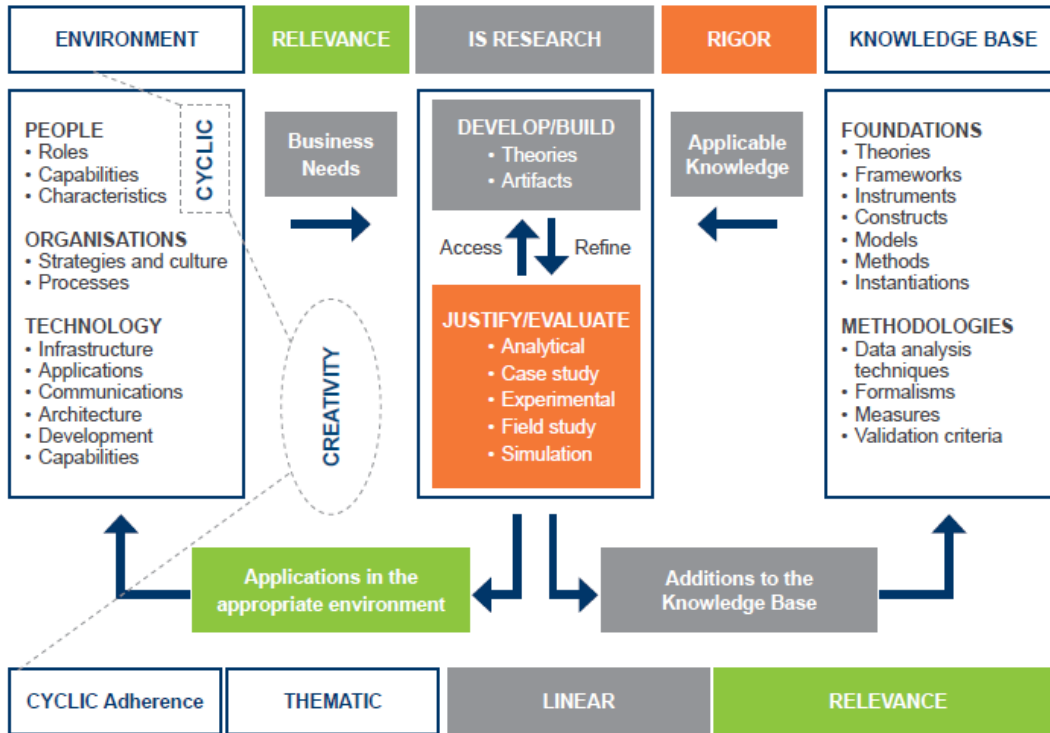 ENVIRONMENT
RELEVANCE
IS RESEARCH
RIGOR
KNOWLEDGE BASE
PEOPLE
• Roles
• Capabilities
• Characteristics
ORGANISATIONS
• Strategies and culture
• Processes
TECHNOLOGY
• Infrastructure
• Applications
• Communications
• Architecture
• Development
• Capabilities
CYCLIC
Business
Needs
CREATIVITY
DEVELOP/BUILD
• Theories
• Artifacts
Access
Refine
JUSTIFY/EVALUATE
• Analytical
• Case study
• Experimental
• Field study
• Simulation
Applicable
Knowledge
FOUNDATIONS
• Theories
• Frameworks
• Instruments
• Constructs
• Models
• Methods
• Instantiations
METHODOLOGIES
• Data analysis
techniques
• Formalisms
• Measures
• Validation criteria
Applications in the
appropriate environment
Additions to the
Knowledge Base
CYCLIC Adherence
THEMATIC
LINEAR
RELEVANCE